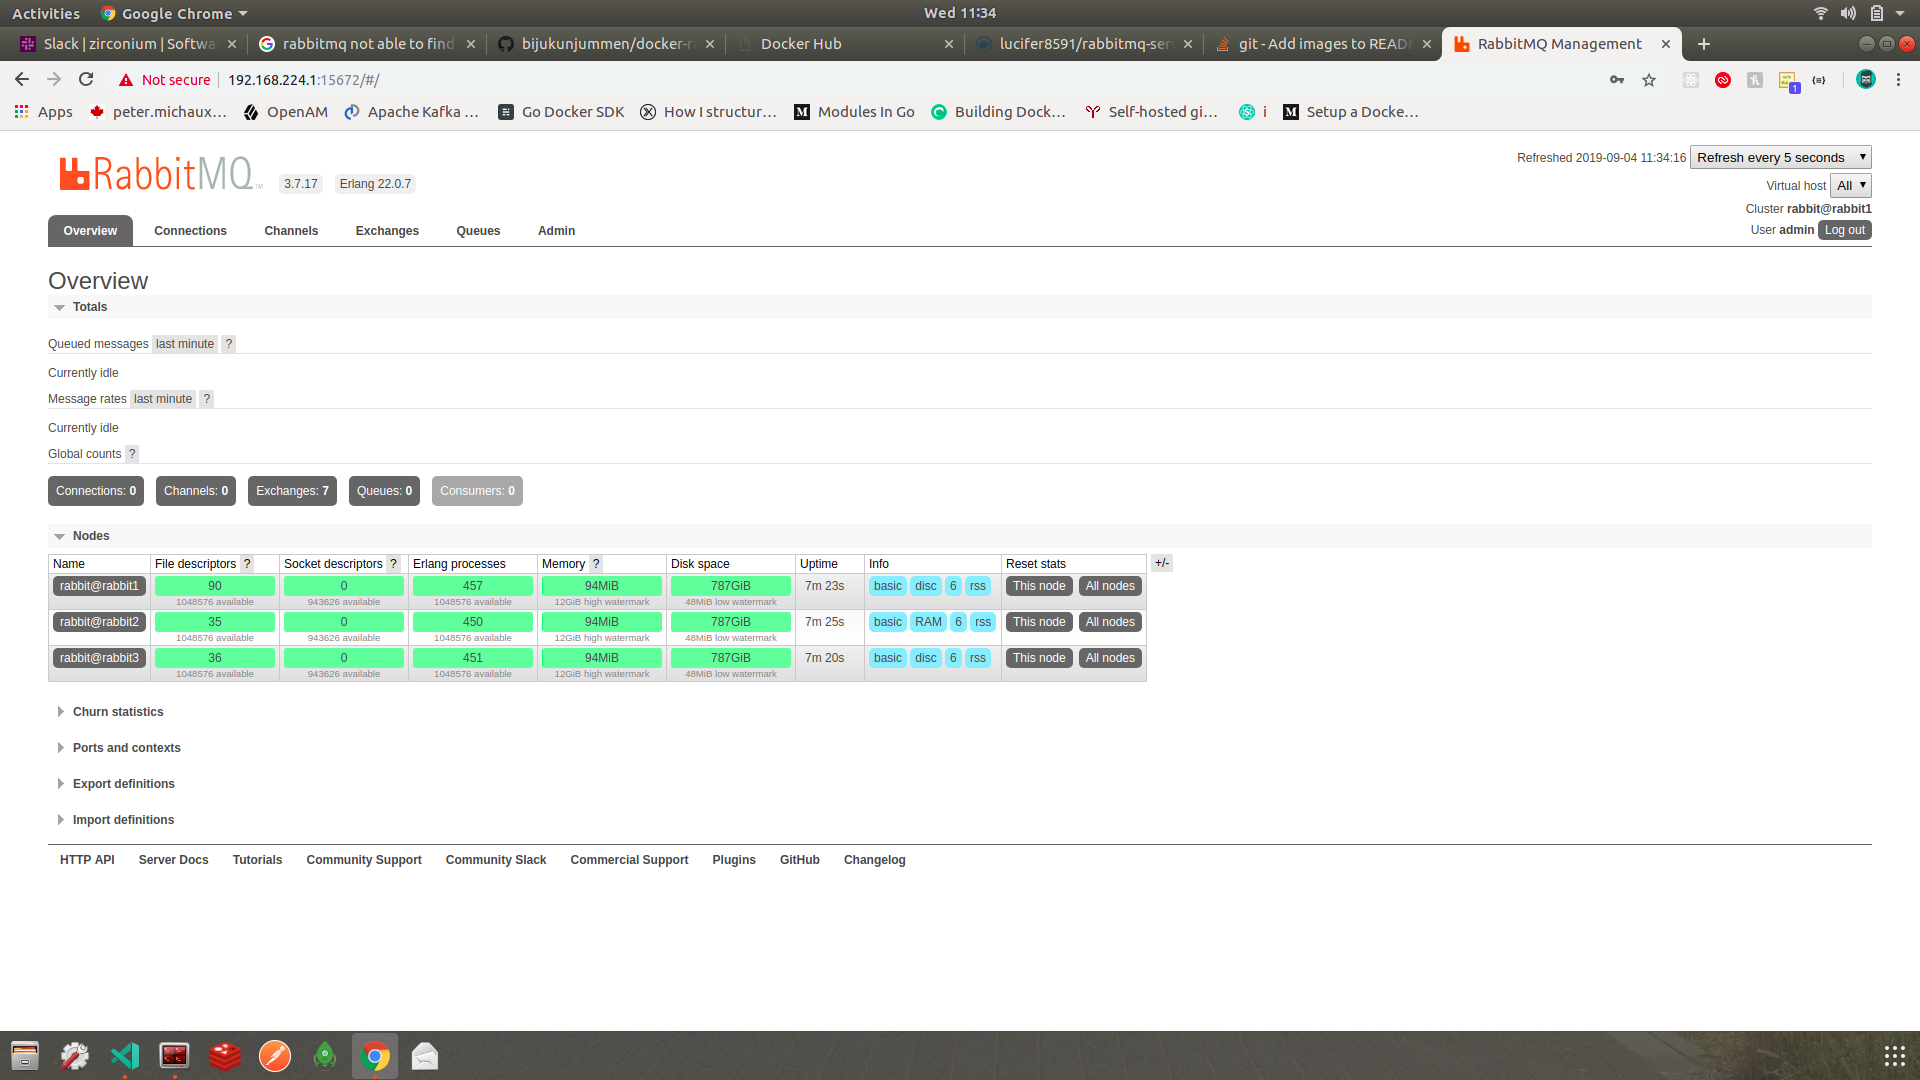 Activities Google Chrome Wed 11:34
Slack | zirconium | Softwa rabbitmq not able to find bijukunjummen/docker-r Docker Hub lucifer8591/rabbitmq-ser git - Add images to READ RabbitMQ Management
Not secure 192.168.224.1:15672/#/ 1
Apps peter.michaux... OpenAM Apache Kafka ... Go Docker SDK How I structur... Modules In Go Building Dock... Self-hosted gi... i Setup a Docke...
RabbitMQ TM 3.7.17 Erlang 22.0.7
Refreshed 2019-09-04 11:34:16 Refresh every 5 seconds
Virtual host All
Cluster rabbit@rabbit1
User admin Log out
Overview Connections Channels Exchanges Queues Admin
Overview
Totals
Queued messages last minute ?
Currently idle
Message rates last minute ?
Currently idle
Global counts ?
Connections: 0 Channels: 0 Exchanges: 7 Queues: 0 Consumers: 0
Nodes
Name File descriptors ? Socket descriptors ? Erlang processes Memory ? Disk space Uptime Info Reset stats +/-
rabbit@rabbit1 90 0 457 94MiB 787GiB 7m 23s basic disc 6 rss This node All nodes
1048576 available 943626 available 1048576 available 12GiB high watermark 48MiB low watermark
rabbit@rabbit2 35 0 450 94MiB 787GiB 7m 25s basic RAM 6 rss This node All nodes
1048576 available 943626 available 1048576 available 12GiB high watermark 48MiB low watermark
rabbit@rabbit3 36 0 451 94MiB 787GiB 7m 20s basic disc 6 rss This node All nodes
1048576 available 943626 available 1048576 available 12GiB high watermark 48MiB low watermark
Churn statistics
Ports and contexts
Export definitions
Import definitions
HTTP API Server Docs Tutorials Community Support Community Slack Commercial Support Plugins GitHub Changelog